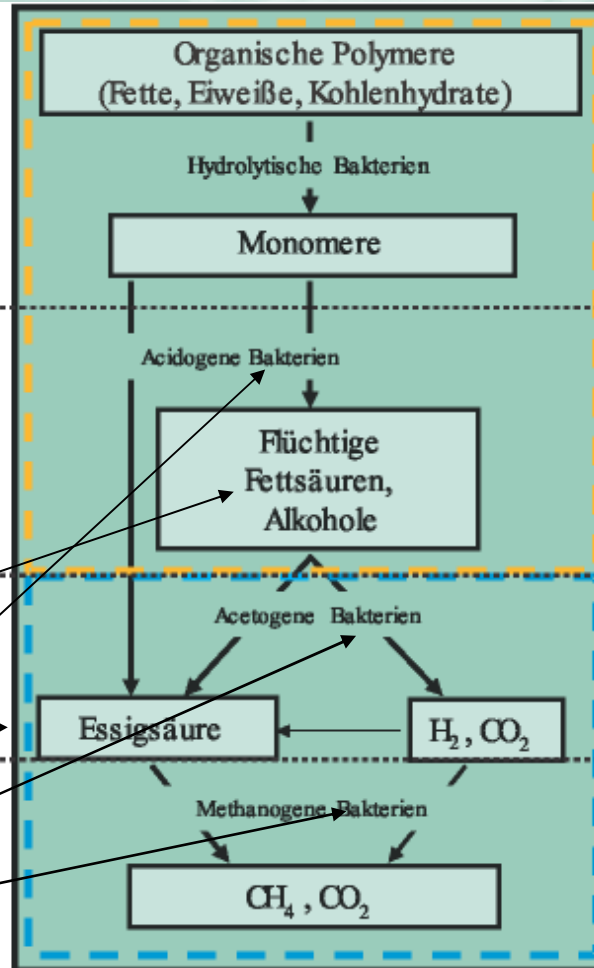 Organische Polymere
(Fette, Eiweiße, Kohlenhydrate)
Hydrolytische Bakterien
Monomere
Acidogene Bakterien
Flüchtige
Fettsäuren,
Alkohole
Acetogene Bakterien
Essigsäure
H₂ , CO₂
Methanogene Bakterien
CH₄ , CO₂